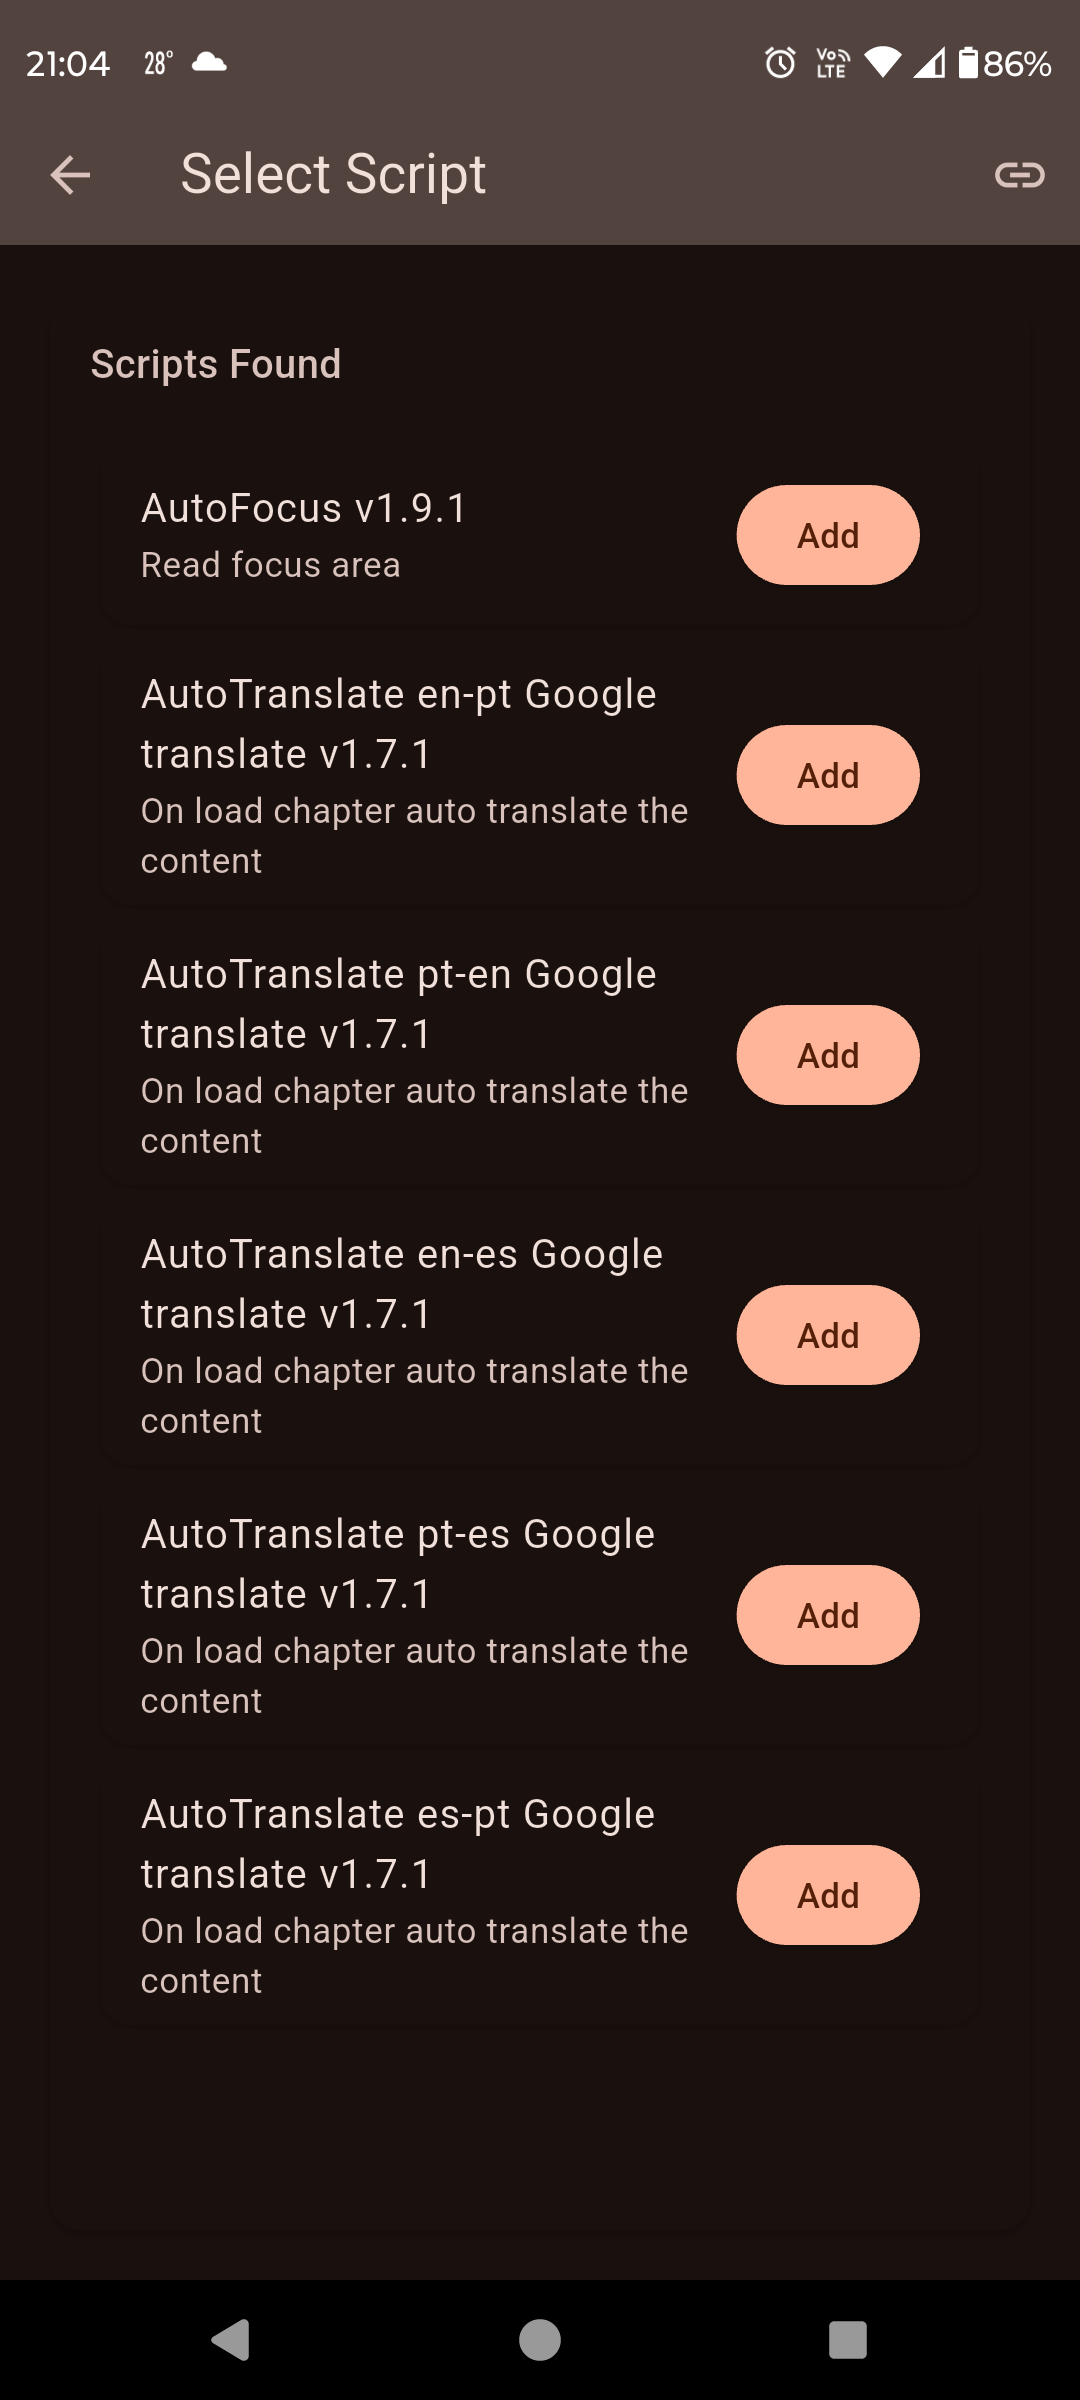 21:04 28° VoLTE 86%
Select Script
Scripts Found
AutoFocus v1.9.1
Read focus area
Add
AutoTranslate en-pt Google
translate v1.7.1
On load chapter auto translate the
content
Add
AutoTranslate pt-en Google
translate v1.7.1
On load chapter auto translate the
content
Add
AutoTranslate en-es Google
translate v1.7.1
On load chapter auto translate the
content
Add
AutoTranslate pt-es Google
translate v1.7.1
On load chapter auto translate the
content
Add
AutoTranslate es-pt Google
translate v1.7.1
On load chapter auto translate the
content
Add